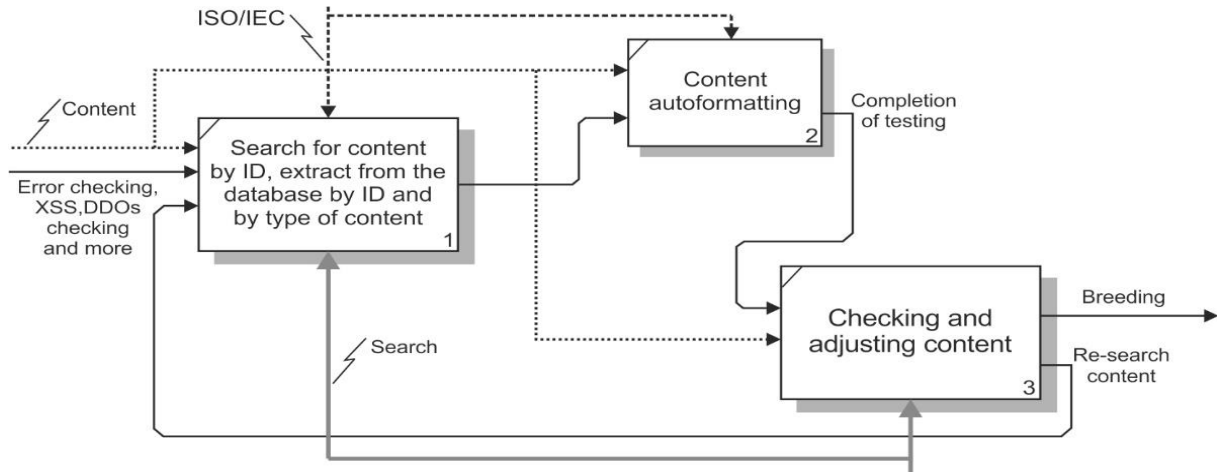 ISO/IEC
Content
Error checking,
XSS,DDOs
checking
and more
Search for content
by ID, extract from the
database by ID and
by type of content
1
Content
autoformatting
2
Completion
of testing
Search
Checking and
adjusting content
3
Breeding
Re-search
content